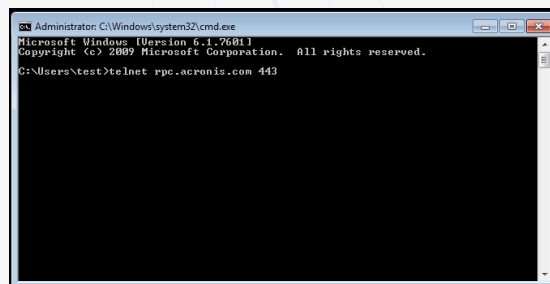 Administrator: C:\Windows\system32\cmd.exe
Microsoft Windows [Version 6.1.7601]
Copyright (c) 2009 Microsoft Corporation.  All rights reserved.
C:\Users\test>telnet rpc.acronis.com 443